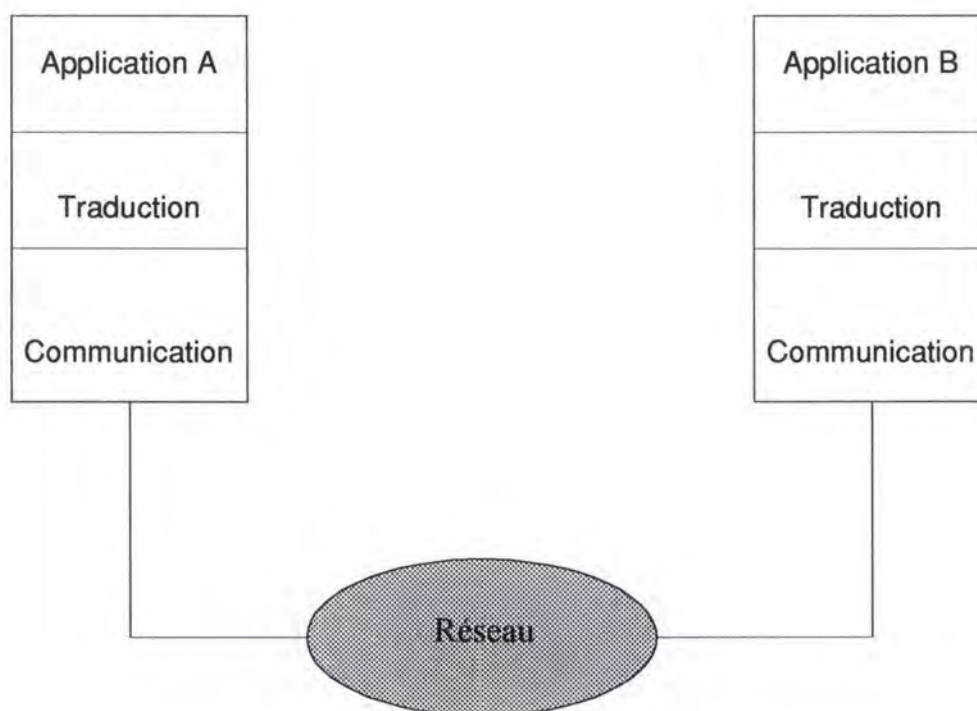 Application A
Traduction
Communication
Application B
Traduction
Communication
Réseau